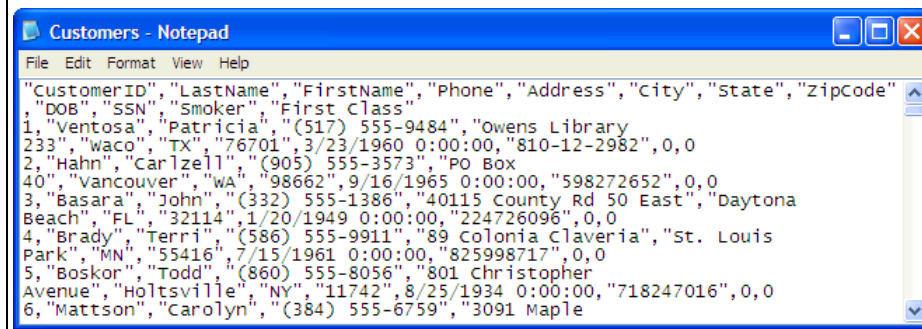 Customers - Notepad
File Edit Format View Help
"CustomerID","LastName","FirstName","Phone","Address","City","State","ZipCode"
,"DOB","SSN","Smoker","First Class"
1,"Ventosa","Patricia","(517) 555-9484","Owens Library
233","Waco","TX","76701",3/23/1960 0:00:00,"810-12-2982",0,0
2,"Hahn","Carlzell","(905) 555-3573","PO Box
40","Vancouver","WA","98662",9/16/1965 0:00:00,"598272652",0,0
3,"Basara","John","(332) 555-1386","40115 County Rd 50 East","Daytona
Beach","FL","32114",1/20/1949 0:00:00,"224726096",0,0
4,"Brady","Terri","(586) 555-9911","89 Colonia Claveria","St. Louis
Park","MN","55416",7/15/1961 0:00:00,"825998717",0,0
5,"Boskor","Todd","(860) 555-8056","801 Christopher
Avenue","Holtsville","NY","11742",8/25/1934 0:00:00,"718247016",0,0
6,"Mattson","Carolyn","(384) 555-6759","3091 Maple